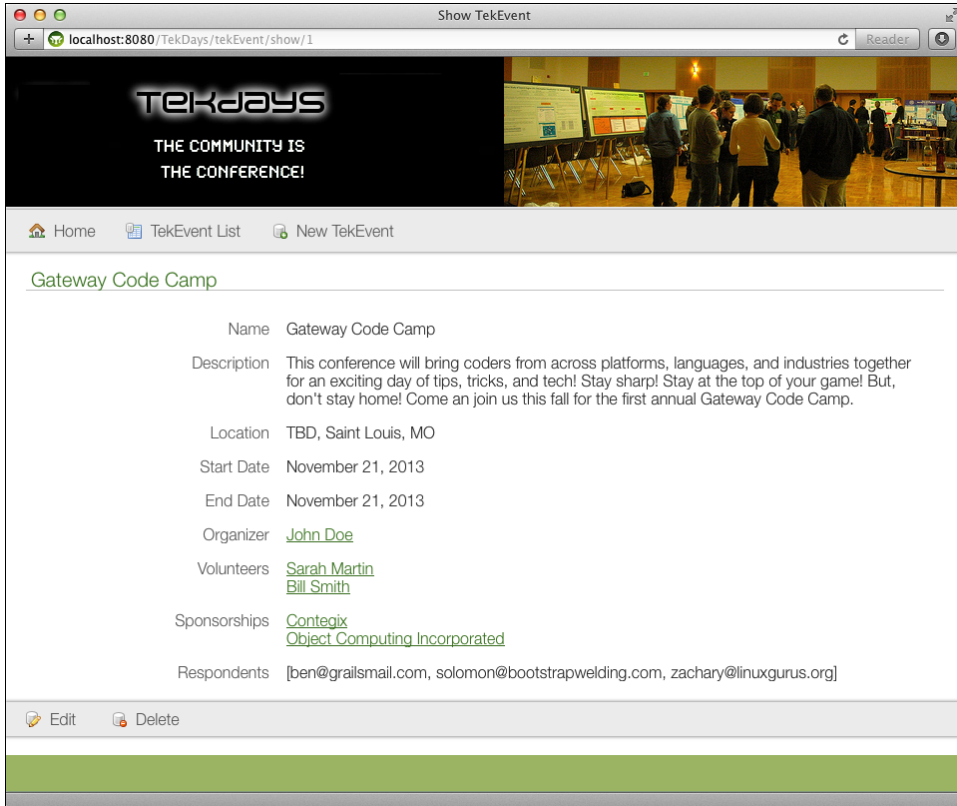 Show TekEvent
localhost:8080/TekDays/tekEvent/show/1
Reader
TekDays
THE COMMUNITY IS
THE CONFERENCE!
Home TekEvent List New TekEvent
Gateway Code Camp
Name Gateway Code Camp
Description This conference will bring coders from across platforms, languages, and industries together
for an exciting day of tips, tricks, and tech! Stay sharp! Stay at the top of your game! But,
don't stay home! Come an join us this fall for the first annual Gateway Code Camp.
Location TBD, Saint Louis, MO
Start Date November 21, 2013
End Date November 21, 2013
Organizer John Doe
Volunteers Sarah Martin
Bill Smith
Sponsorships Contegix
Object Computing Incorporated
Respondents [ben@grailsmail.com, solomon@bootstrapwelding.com, zachary@linuxgurus.org]
Edit Delete